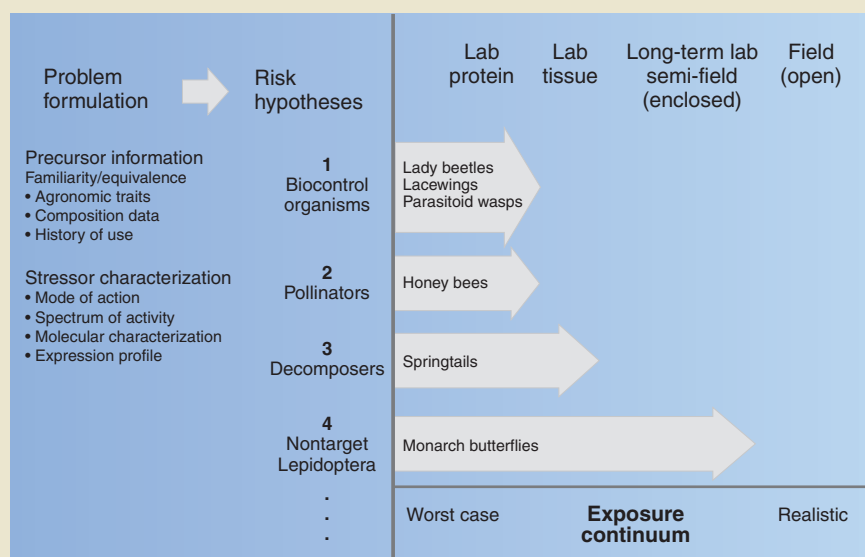 Problem
formulation
Risk
hypotheses
Lab
protein
Lab
tissue
Long-term lab
semi-field
(enclosed)
Field
(open)
Precursor information
Familiarity/equivalence
• Agronomic traits
• Composition data
• History of use
Stressor characterization
• Mode of action
• Spectrum of activity
• Molecular characterization
• Expression profile
1
Biocontrol
organisms
Lady beetles
Lacewings
Parasitoid wasps
2
Pollinators
Honey bees
3
Decomposers
Springtails
4
Nontarget
Lepidoptera
Monarch butterflies
.
.
.
Worst case
Exposure
continuum
Realistic